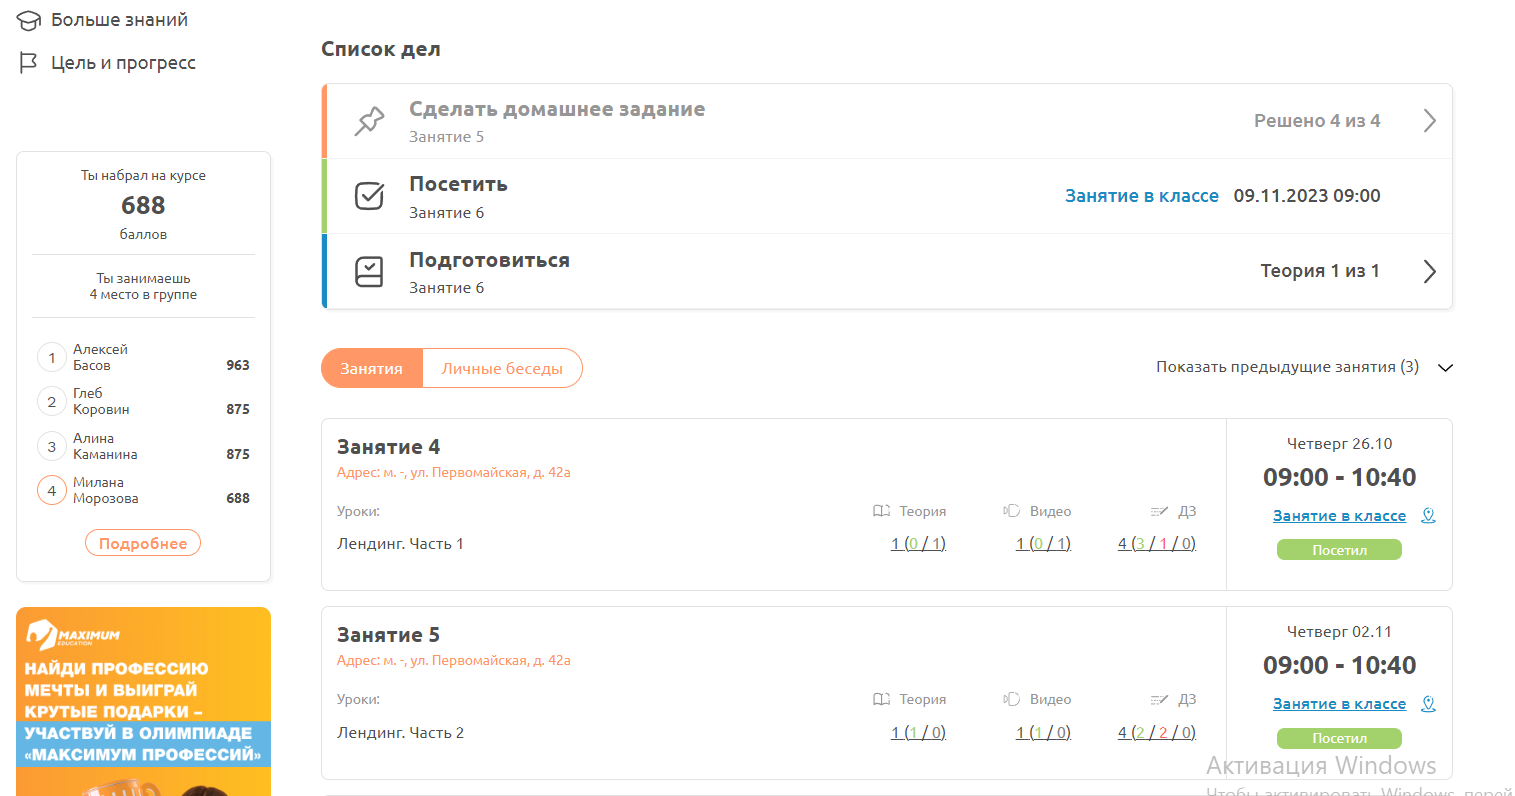 Больше знаний
Цель и прогресс
Ты набрал на курсе
688
баллов
Ты занимаешь
4 место в группе
1 Алексей
Басов 963
2 Глеб
Коровин 875
3 Алина
Каманина 875
4 Милана
Морозова 688
Подробнее
MAXIMUM
EDUCATION
НАЙДИ ПРОФЕССИЮ
МЕЧТЫ И ВЫИГРАЙ
КРУТЫЕ ПОДАРКИ –
УЧАСТВУЙ В ОЛИМПИАДЕ
«МАКСИМУМ ПРОФЕССИЙ»
Список дел
Сделать домашнее задание
Занятие 5
Решено 4 из 4
Посетить
Занятие 6
Занятие в классе 09.11.2023 09:00
Подготовиться
Занятие 6
Теория 1 из 1
Занятия Личные беседы
Показать предыдущие занятия (3)
Занятие 4
Адрес: м. -, ул. Первомайская, д. 42а
Уроки: Теория Видео ДЗ
Лендинг. Часть 1 1 (0 / 1) 1 (0 / 1) 4 (3 / 1 / 0)
Четверг 26.10
09:00 - 10:40
Занятие в классе
Посетил
Занятие 5
Адрес: м. -, ул. Первомайская, д. 42а
Уроки: Теория Видео ДЗ
Лендинг. Часть 2 1 (1 / 0) 1 (1 / 0) 4 (2 / 2 / 0)
Четверг 02.11
09:00 - 10:40
Занятие в классе
Посетил
Активация Windows
Чтобы активировать Windows, перей